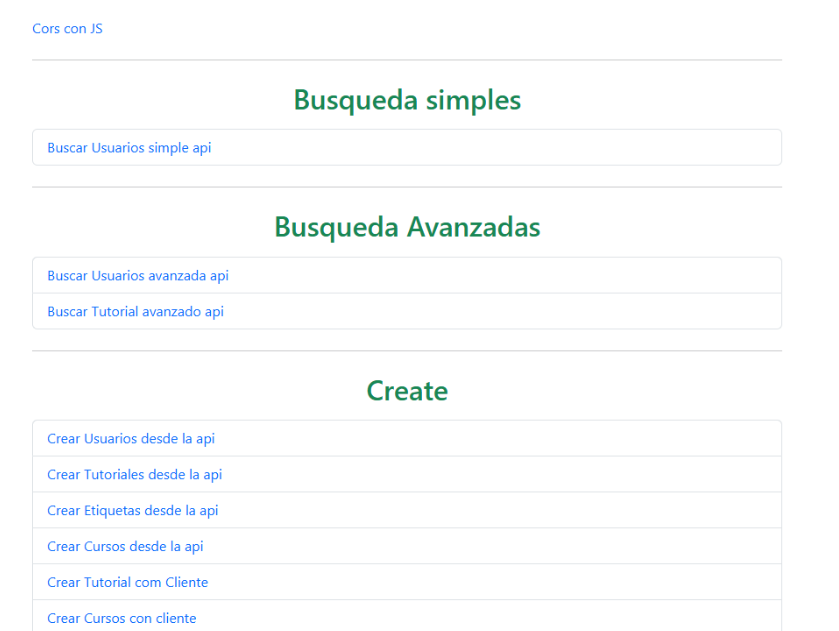 Cors con JS
Busqueda simples
Buscar Usuarios simple api
Busqueda Avanzadas
Buscar Usuarios avanzada api
Buscar Tutorial avanzado api
Create
Crear Usuarios desde la api
Crear Tutoriales desde la api
Crear Etiquetas desde la api
Crear Cursos desde la api
Crear Tutorial com Cliente
Crear Cursos con cliente